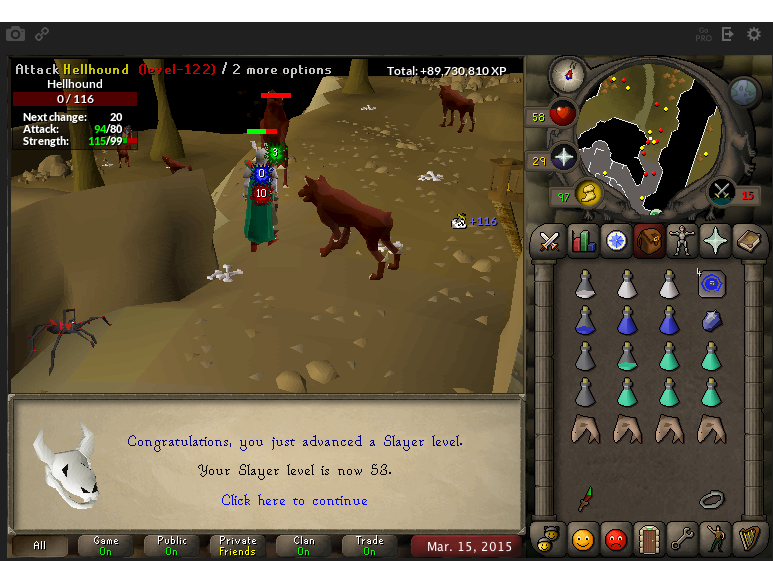 Go
PRO
Attack Hellhound (level-122) / 2 more options
Total: +89,730,810 XP
Hellhound
0 / 116
Next change: 20
Attack: 94/80
Strength: 115/99
3
0
10
+116
58
29
97
15
Congratulations, you just advanced a Slayer level.
Your Slayer level is now 53.
Click here to continue
All
Game
On
Public
On
Private
Friends
Clan
On
Trade
On
Mar. 15, 2015